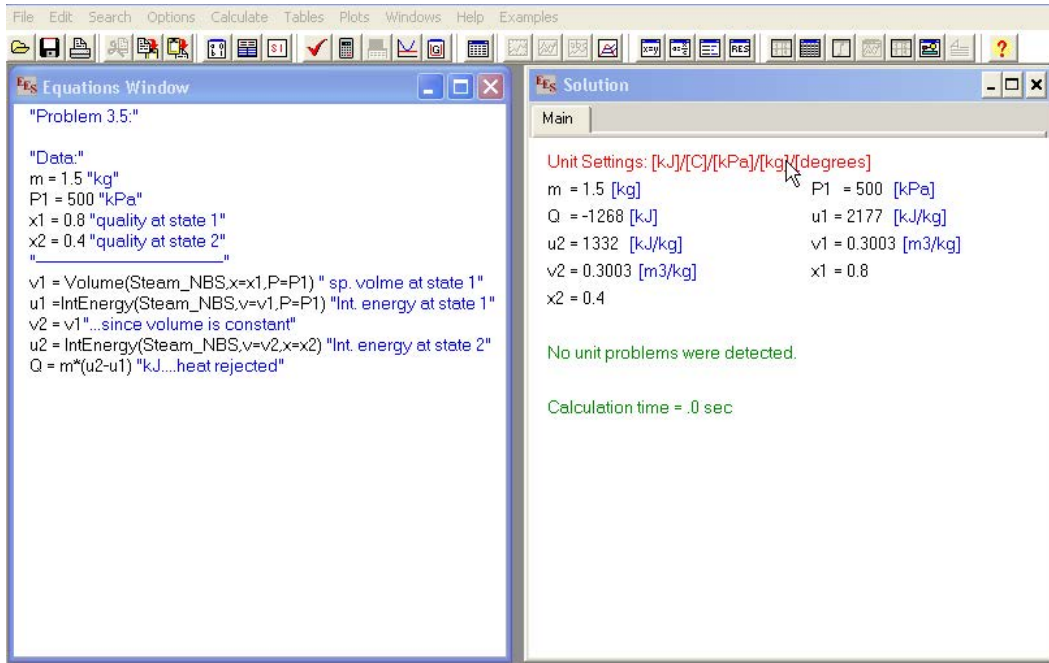 File Edit Search Options Calculate Tables Plots Windows Help Examples
EES Equations Window
"Problem 3.5:"
"Data:"
m = 1.5 "kg"
P1 = 500 "kPa"
x1 = 0.8 "quality at state 1"
x2 = 0.4 "quality at state 2"
"____________________"
v1 = Volume(Steam_NBS,x=x1,P=P1) " sp. volme at state 1"
u1 =IntEnergy(Steam_NBS,v=v1,P=P1) "Int. energy at state 1"
v2 = v1"...since volume is constant"
u2 = IntEnergy(Steam_NBS,v=v2,x=x2) "Int. energy at state 2"
Q = m*(u2-u1) "kJ....heat rejected"
EES Solution
Main
Unit Settings: [kJ]/[C]/[kPa]/[kg]/[degrees]
m = 1.5 [kg] P1 = 500 [kPa]
Q = -1268 [kJ] u1 = 2177 [kJ/kg]
u2 = 1332 [kJ/kg] v1 = 0.3003 [m3/kg]
v2 = 0.3003 [m3/kg] x1 = 0.8
x2 = 0.4
No unit problems were detected.
Calculation time = .0 sec